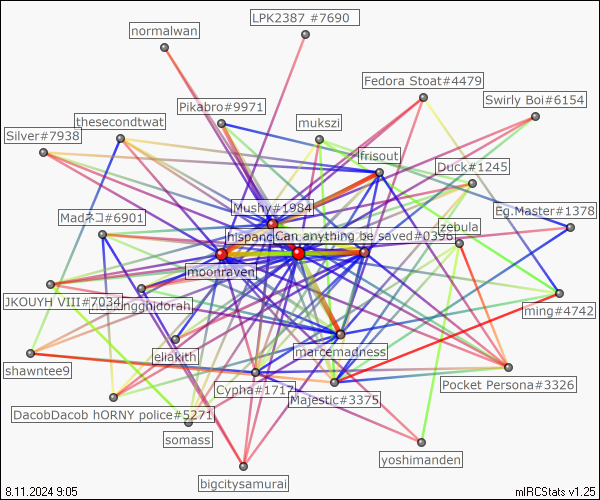 LPK2387 #7690
normalwan
Fedora Stoat#4479
Pikabro#9971
Swirly Boi#6154
thesecondtwat
mukszi
Silver#7938
frisout
Duck#1245
Mushy#1984
Eg.Master#1378
Madネコ#6901
zebula
hispanc
Can anything be saved#0396
moonraven
JKOUYH VIII#7034
ngghidorah
ming#4742
marcemadness
eliakith
shawntee9
Cypha#1717
Pocket Persona#3326
Majestic#3375
DacobDacob hORNY police#5271
somass
yoshimanden
bigcitysamurai
8.11.2024 9:05
mIRCStats v1.25